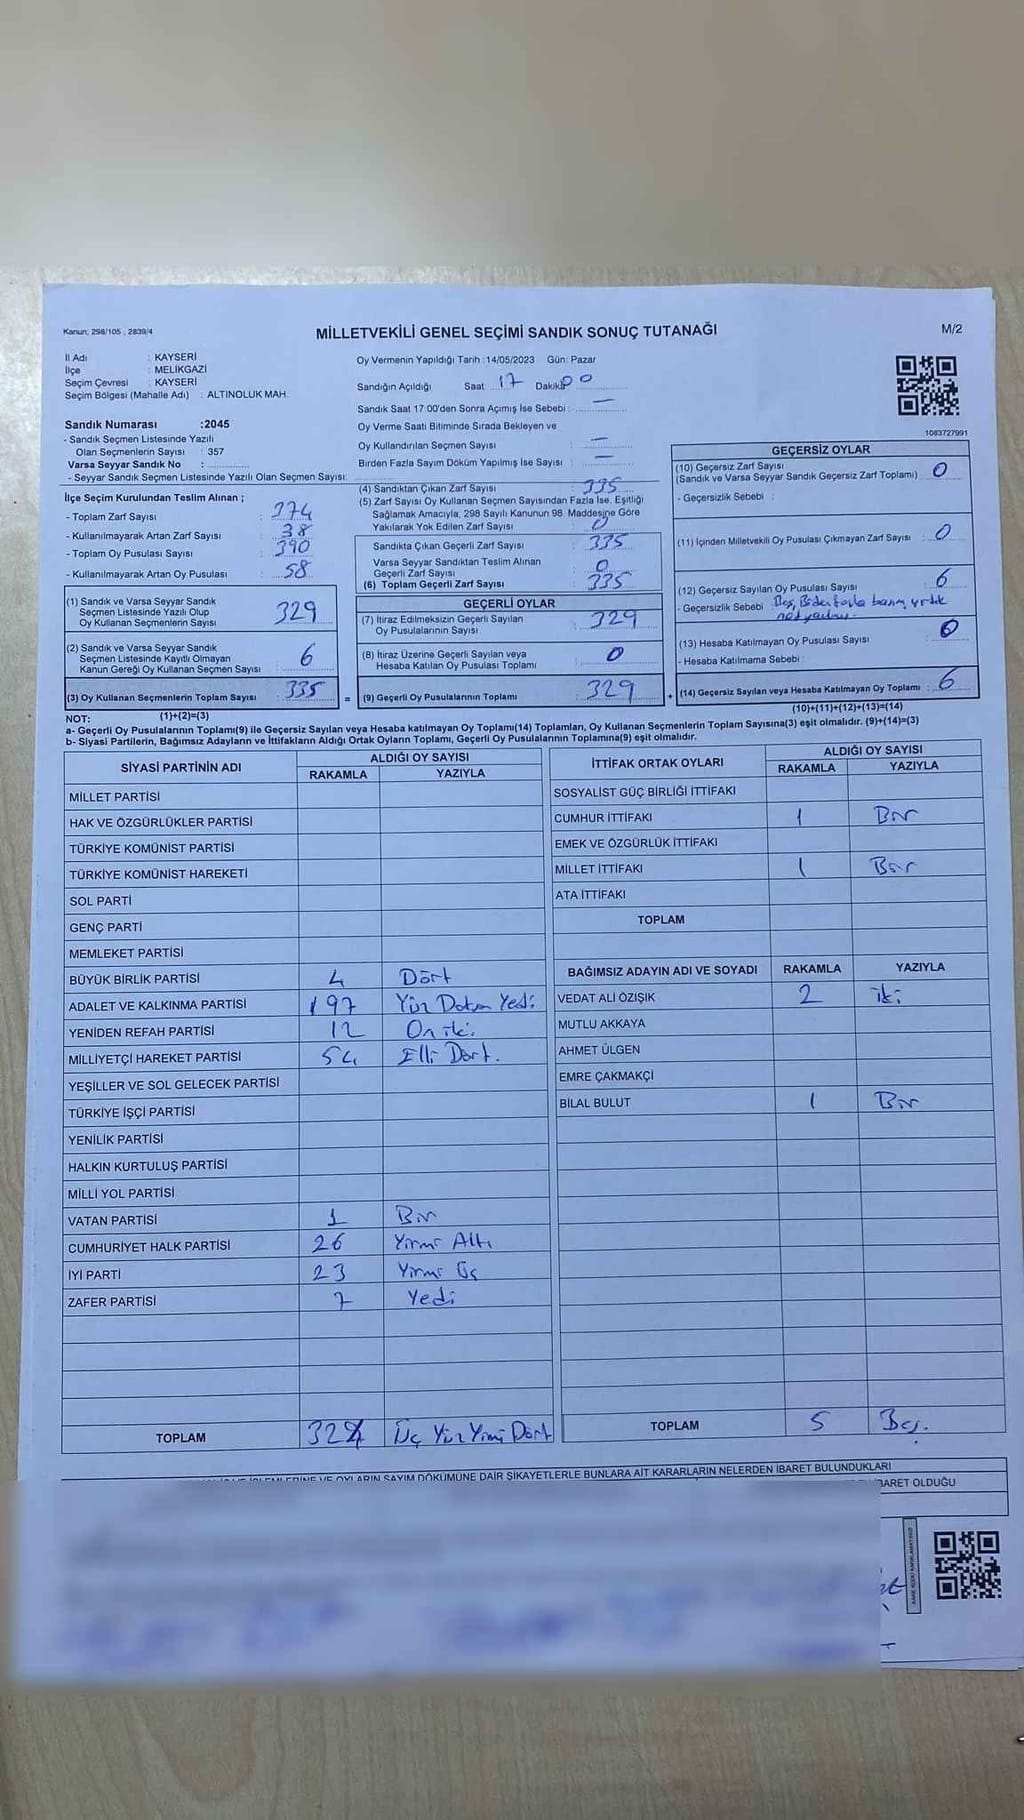 Kanun: 298/105 , 2839/4
MİLLETVEKİLİ GENEL SEÇİMİ SANDIK SONUÇ TUTANAĞI
M/2
İl Adı : KAYSERİ
İlçe : MELİKGAZİ
Seçim Çevresi : KAYSERİ
Seçim Bölgesi (Mahalle Adı) : ALTINOLUK MAH.
Sandık Numarası :2045
- Sandık Seçmen Listesinde Yazılı
Olan Seçmenlerin Sayısı : 357
Varsa Seyyar Sandık No :
- Seyyar Sandık Seçmen Listesinde Yazılı Olan Seçmen Sayısı:
Oy Vermenin Yapıldığı Tarih :14/05/2023 Gün: Pazar
Sandığın Açıldığı Saat: 17 Dakika 00
Sandık Saat 17:00'den Sonra Açımış İse Sebebi : —
Oy Verme Saati Bitiminde Sırada Bekleyen ve
Oy Kullandırılan Seçmen Sayısı : —
Birden Fazla Sayım Döküm Yapılmış İse Sayısı : —
1083727991
İlçe Seçim Kurulundan Teslim Alınan ;
- Toplam Zarf Sayısı : 374
- Kullanılmayarak Artan Zarf Sayısı : 38
- Toplam Oy Pusulası Sayısı : 390
- Kullanılmayarak Artan Oy Pusulası : 58
(1) Sandık ve Varsa Seyyar Sandık
Seçmen Listesinde Yazılı Olup
Oy Kullanan Seçmenlerin Sayısı 329
(2) Sandık ve Varsa Seyyar Sandık
Seçmen Listesinde Kayıtlı Olmayan
Kanun Gereği Oy Kullanan Seçmen Sayısı 6
(3) Oy Kullanan Seçmenlerin Toplam Sayısı : 335 =
(1)+(2)=(3)
(4) Sandıktan Çıkan Zarf Sayısı : 335
(5) Zarf Sayısı Oy Kullanan Seçmen Sayısından Fazla İse, Eşitliği
Sağlamak Amacıyla; 298 Sayılı Kanunun 98. Maddesine Göre
Yakılarak Yok Edilen Zarf Sayısı : 0
Sandıkta Çıkan Geçerli Zarf Sayısı : 335
Varsa Seyyar Sandıktan Teslim Alınan
Geçerli Zarf Sayısı : 0
(6) Toplam Geçerli Zarf Sayısı : 335
GEÇERLİ OYLAR
(7) İtiraz Edilmeksizin Geçerli Sayılan
Oy Pusulalarının Sayısı 329
(8) İtiraz Üzerine Geçerli Sayılan veya
Hesaba Katılan Oy Pusulası Toplamı 0
(9) Geçerli Oy Pusulalarının Toplamı 329 +
GEÇERSİZ OYLAR
(10) Geçersiz Zarf Sayısı
(Sandık ve Varsa Seyyar Sandık Geçersiz Zarf Toplamı) : 0
- Geçersizlik Sebebi :
(11) İçinden Milletvekili Oy Pusulası Çıkmayan Zarf Sayısı : 0
(12) Geçersiz Sayılan Oy Pusulası Sayısı : 6
- Geçersizlik Sebebi : Boş, Birden fazla basım, yırtık
(13) Hesaba Katılmayan Oy Pusulası Sayısı : 0
- Hesaba Katılmama Sebebi :
(14) Geçersiz Sayılan veya Hesaba Katılmayan Oy Toplamı : 6
(10)+(11)+(12)+(13)=(14)
NOT:
a- Geçerli Oy Pusulalarının Toplamı(9) ile Geçersiz Sayılan veya Hesaba katılmayan Oy Toplamı(14) Toplamları, Oy Kullanan Seçmenlerin Toplam Sayısına(3) eşit olmalıdır. (9)+(14)=(3)
b- Siyasi Partilerin, Bağımsız Adayların ve İttifakların Aldığı Ortak Oyların Toplamı, Geçerli Oy Pusulalarının Toplamına(9) eşit olmalıdır.
SİYASİ PARTİNİN ADI ALDIĞI OY SAYISI
RAKAMLA YAZIYLA
MİLLET PARTİSİ
HAK VE ÖZGÜRLÜKLER PARTİSİ
TÜRKİYE KOMÜNİST PARTİSİ
TÜRKİYE KOMÜNİST HAREKETİ
SOL PARTİ
GENÇ PARTİ
MEMLEKET PARTİSİ
BÜYÜK BİRLİK PARTİSİ 4 Dört
ADALET VE KALKINMA PARTİSİ 197 Yüz Doksan Yedi
YENİDEN REFAH PARTİSİ 12 On iki
MİLLİYETÇİ HAREKET PARTİSİ 54 Elli Dört.
YEŞİLLER VE SOL GELECEK PARTİSİ
TÜRKİYE İŞÇİ PARTİSİ
YENİLİK PARTİSİ
HALKIN KURTULUŞ PARTİSİ
MİLLİ YOL PARTİSİ
VATAN PARTİSİ 1 Bir
CUMHURİYET HALK PARTİSİ 26 Yirmi Altı
İYİ PARTİ 23 Yirmi Üç
ZAFER PARTİSİ 7 Yedi
TOPLAM 324 Üç Yüz Yirmi Dört
İTTİFAK ORTAK OYLARI ALDIĞI OY SAYISI
RAKAMLA YAZIYLA
SOSYALİST GÜÇ BİRLİĞİ İTTİFAKI
CUMHUR İTTİFAKI 1 Bir
EMEK VE ÖZGÜRLÜK İTTİFAKI
MİLLET İTTİFAKI 1 Bir
ATA İTTİFAKI
TOPLAM
BAĞIMSIZ ADAYIN ADI VE SOYADI RAKAMLA YAZIYLA
VEDAT ALİ ÖZIŞIK 2 iki
MUTLU AKKAYA
AHMET ÜLGEN
EMRE ÇAKMAKÇİ
BİLAL BULUT 1 Bir
TOPLAM 5 Beş.
OYLARIN SAYIM DÖKÜMÜNE DAİR ŞİKAYETLERLE BUNLARA AİT KARARLARIN NELERDEN İBARET BULUNDUKLARI
İBARET OLDUĞU